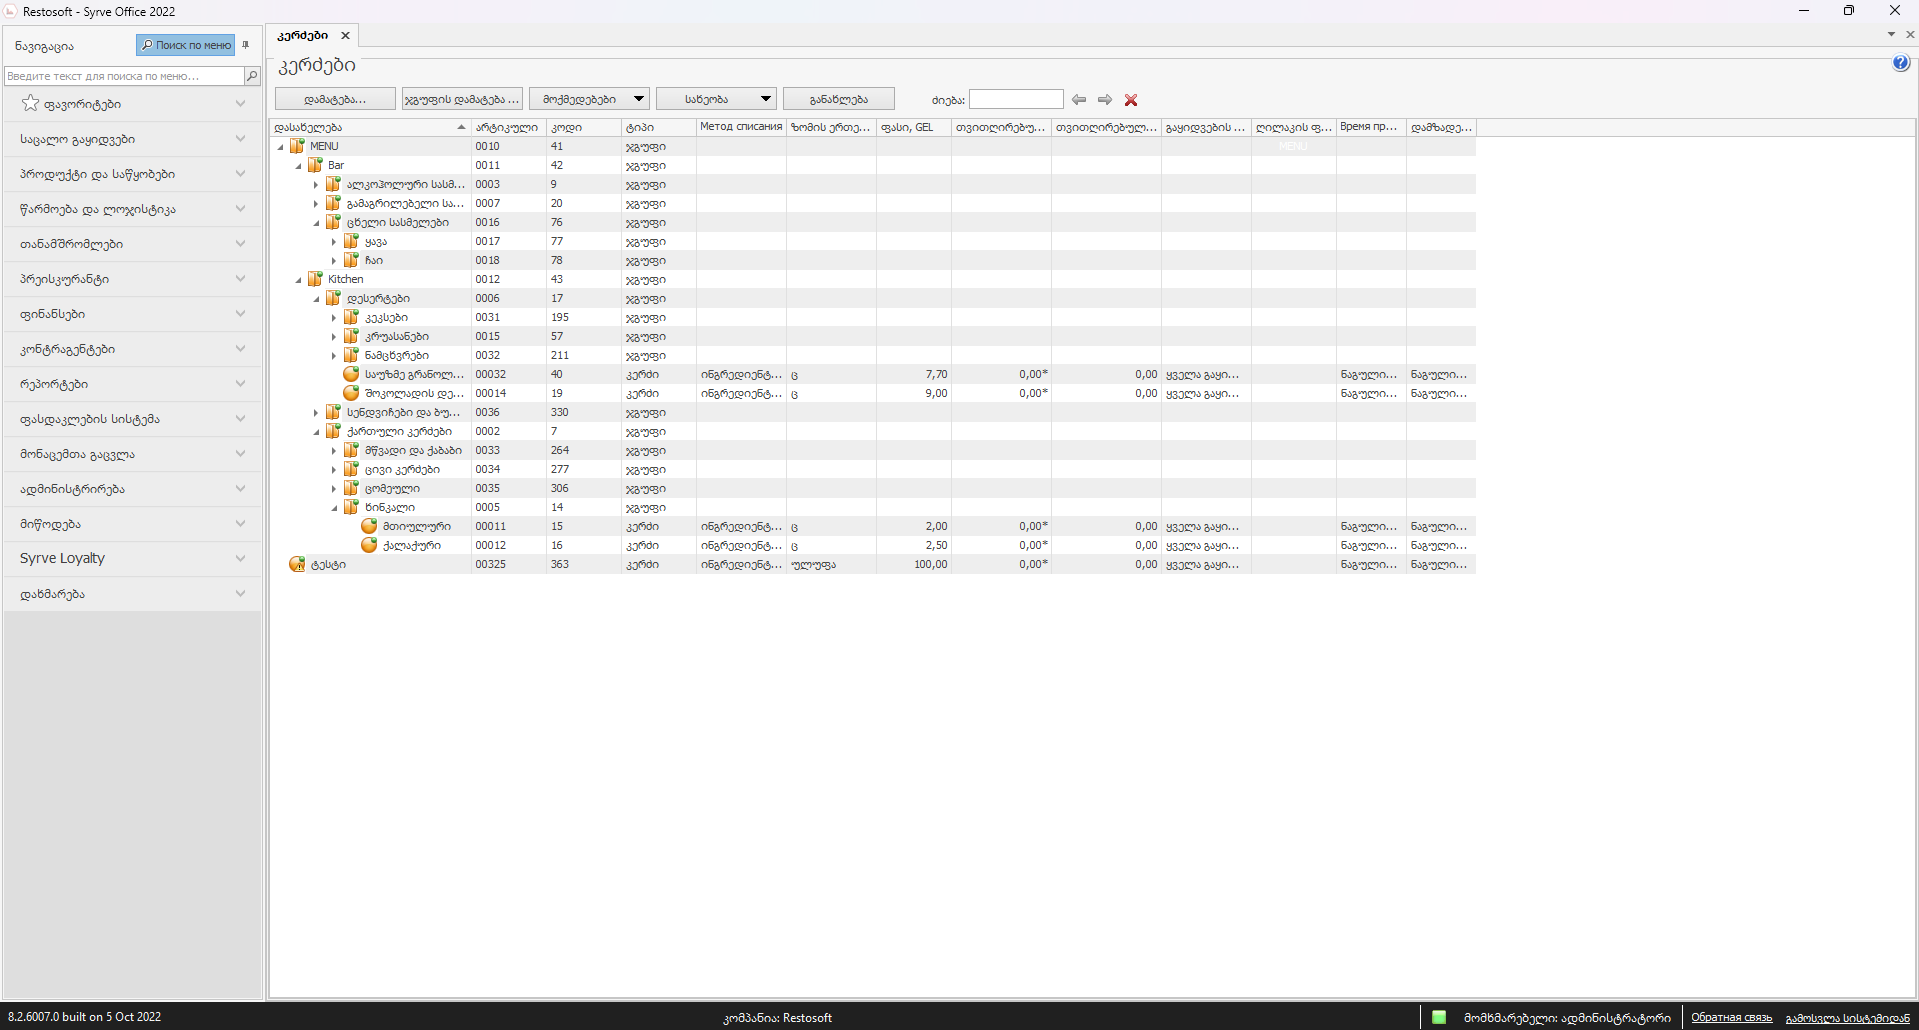 Restosoft - Syrve Office 2022
ნავიგაცია
Поиск по меню
Введите текст для поиска по меню...
ფავორიტები
საცალო გაყიდვები
პროდუქტი და საწყობები
წარმოება და ლოჯისტიკა
თანამშრომლები
პრეისკურანტი
ფინანსები
კონტრაგენტები
რეპორტები
ფასდაკლების სისტემა
მონაცემთა გაცვლა
ადმინისტრირება
მიწოდება
Syrve Loyalty
დახმარება
კერძები
კერძები
დამატება... ჯგუფის დამატება ... მოქმედებები სახეობა განახლება ძიება:
დასახელება არტიკული კოდი ტიპი Метод списания ზომის ერთე... ფასი, GEL თვითღირებუ... თვითღირებულ... გაყიდვების ... ღილაკის ფ... Время пр... დამზადე...
MENU 0010 41 ჯგუფი MENU
Bar 0011 42 ჯგუფი
ალკოჰოლური სასმ... 0003 9 ჯგუფი
გამაგრილებელი სა... 0007 20 ჯგუფი
ცხელი სასმელები 0016 76 ჯგუფი
ყავა 0017 77 ჯგუფი
ჩაი 0018 78 ჯგუფი
Kitchen 0012 43 ჯგუფი
დესერტები 0006 17 ჯგუფი
კეკსები 0031 195 ჯგუფი
კრუასანები 0015 57 ჯგუფი
ნამცხვრები 0032 211 ჯგუფი
საუზმე გრანოლ... 00032 40 კერძი ინგრედიენტ... ც 7,70 0,00* 0,00 ყველა გაყი... ნაგული... ნაგული...
შოკოლადის დე... 00014 19 კერძი ინგრედიენტ... ც 9,00 0,00* 0,00 ყველა გაყი... ნაგული... ნაგული...
სენდვიჩები და ბუ... 0036 330 ჯგუფი
ქართული კერძები 0002 7 ჯგუფი
მწვადი და ქაბაბი 0033 264 ჯგუფი
ცივი კერძები 0034 277 ჯგუფი
ცომეული 0035 306 ჯგუფი
ხინკალი 0005 14 ჯგუფი
მთიულური 00011 15 კერძი ინგრედიენტ... ც 2,00 0,00* 0,00 ყველა გაყი... ნაგული... ნაგული...
ქალაქური 00012 16 კერძი ინგრედიენტ... ც 2,50 0,00* 0,00 ყველა გაყი... ნაგული... ნაგული...
ტესტი 00325 363 კერძი ინგრედიენტ... ულუფა 100,00 0,00* 0,00 ყველა გაყი... ნაგული... ნაგული...
8.2.6007.0 built on 5 Oct 2022 კომპანია: Restosoft მომხმარებელი: ადმინისტრატორი Обратная связь გამოსვლა სისტემიდან